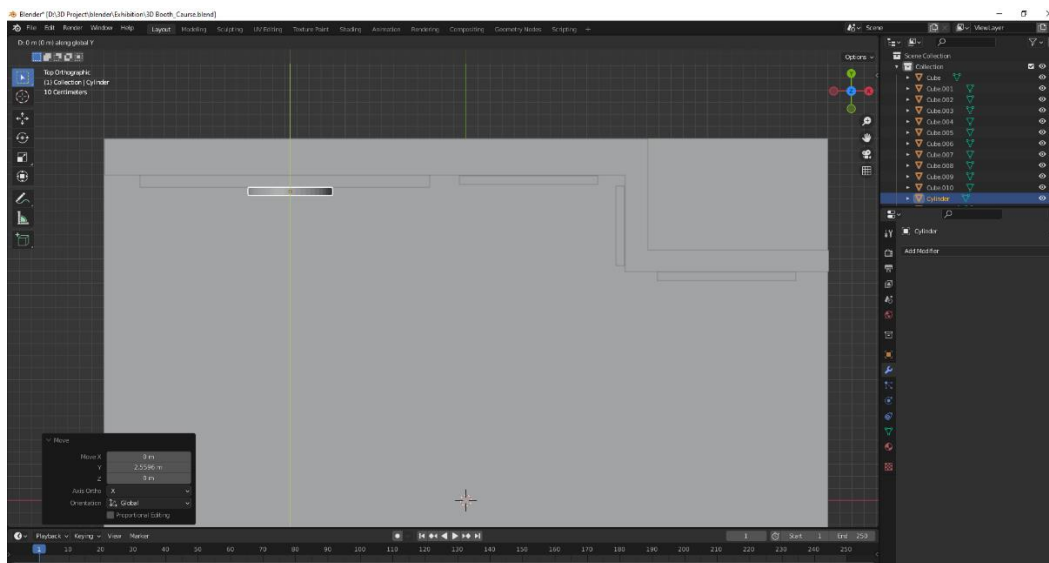 Blender* [D:\3D Project\blender\Exhibition\3D Booth_Course.blend]
File Edit Render Window Help Layout Modeling Sculpting UV Editing Texture Paint Shading Animation Rendering Compositing Geometry Nodes Scripting + Scene ViewLayer
D: 0 m (0 m) along global Y
Options
Top Orthographic
(1) Collection | Cylinder
10 Centimeters
Y
Z
X
Scene Collection
Collection
Cube
Cube.001
Cube.002
Cube.003
Cube.004
Cube.005
Cube.006
Cube.007
Cube.008
Cube.009
Cube.010
Cylinder
Cylinder
Add Modifier
Move
Move X 0 m
Y 2.5596 m
Z 0 m
Axis Ortho X
Orientation Global
Proportional Editing
Playback Keying View Marker 1 Start 1 End 250
1 10 20 30 40 50 60 70 80 90 100 110 120 130 140 150 160 170 180 190 200 210 220 230 240 250